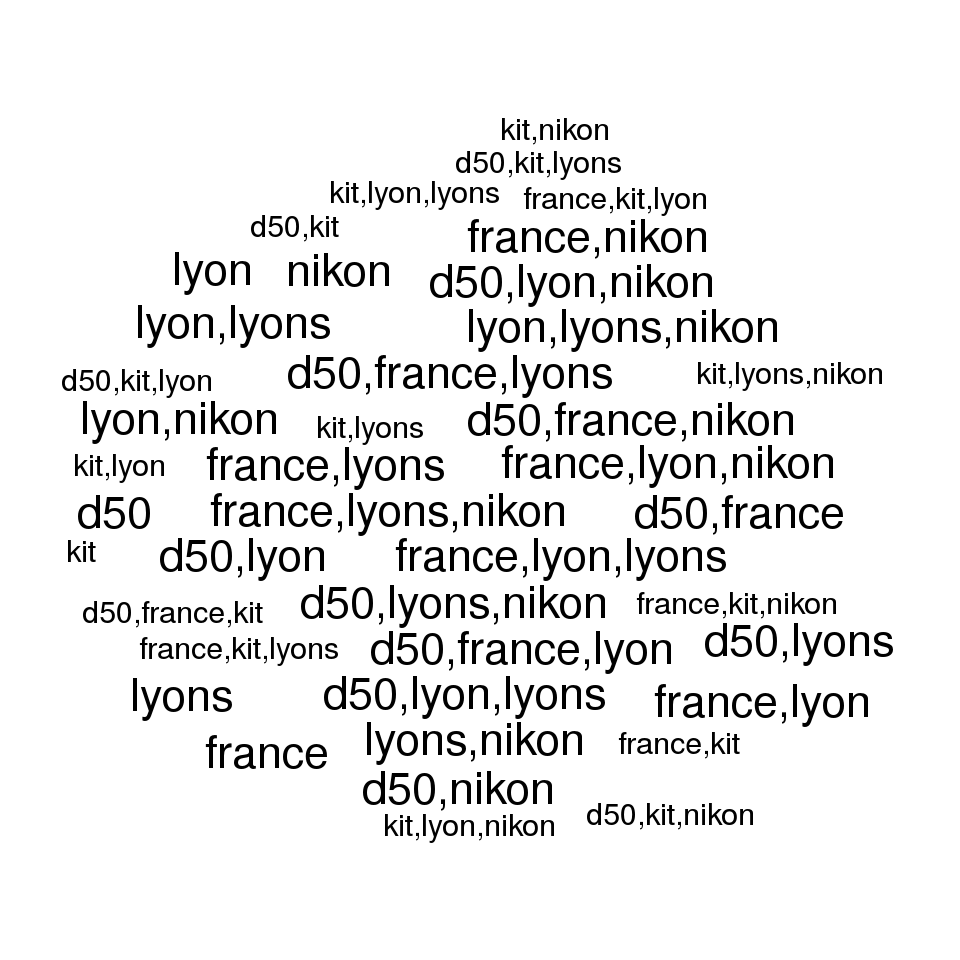 kit,nikon
d50,kit,lyons
kit,lyon,lyons france,kit,lyon
d50,kit france,nikon
lyon nikon d50,lyon,nikon
lyon,lyons lyon,lyons,nikon
d50,kit,lyon d50,france,lyons kit,lyons,nikon
lyon,nikon kit,lyons d50,france,nikon
kit,lyon france,lyons france,lyon,nikon
d50 france,lyons,nikon d50,france
kit d50,lyon france,lyon,lyons
d50,france,kit d50,lyons,nikon france,kit,nikon
france,kit,lyons d50,france,lyon d50,lyons
lyons d50,lyon,lyons france,lyon
france lyons,nikon france,kit
d50,nikon
kit,lyon,nikon d50,kit,nikon